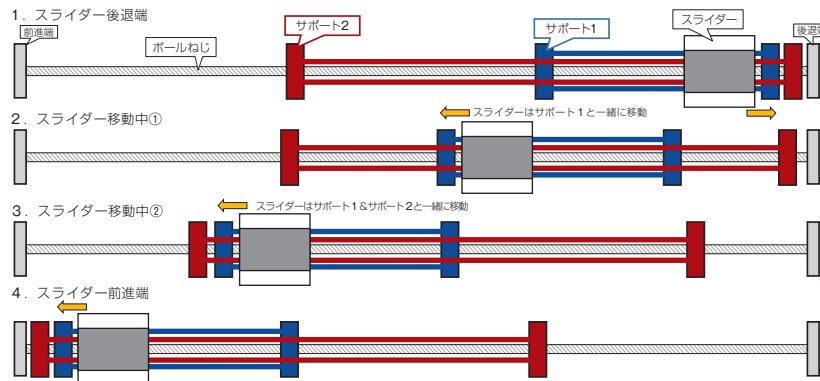 1. スライダー後退端
前進端
ボールねじ
サポート2
サポート1
スライダー
後退端
スライダーはサポート1と一緒に移動
2. スライダー移動中①
スライダーはサポート1&サポート2と一緒に移動
3. スライダー移動中②
4. スライダー前進端